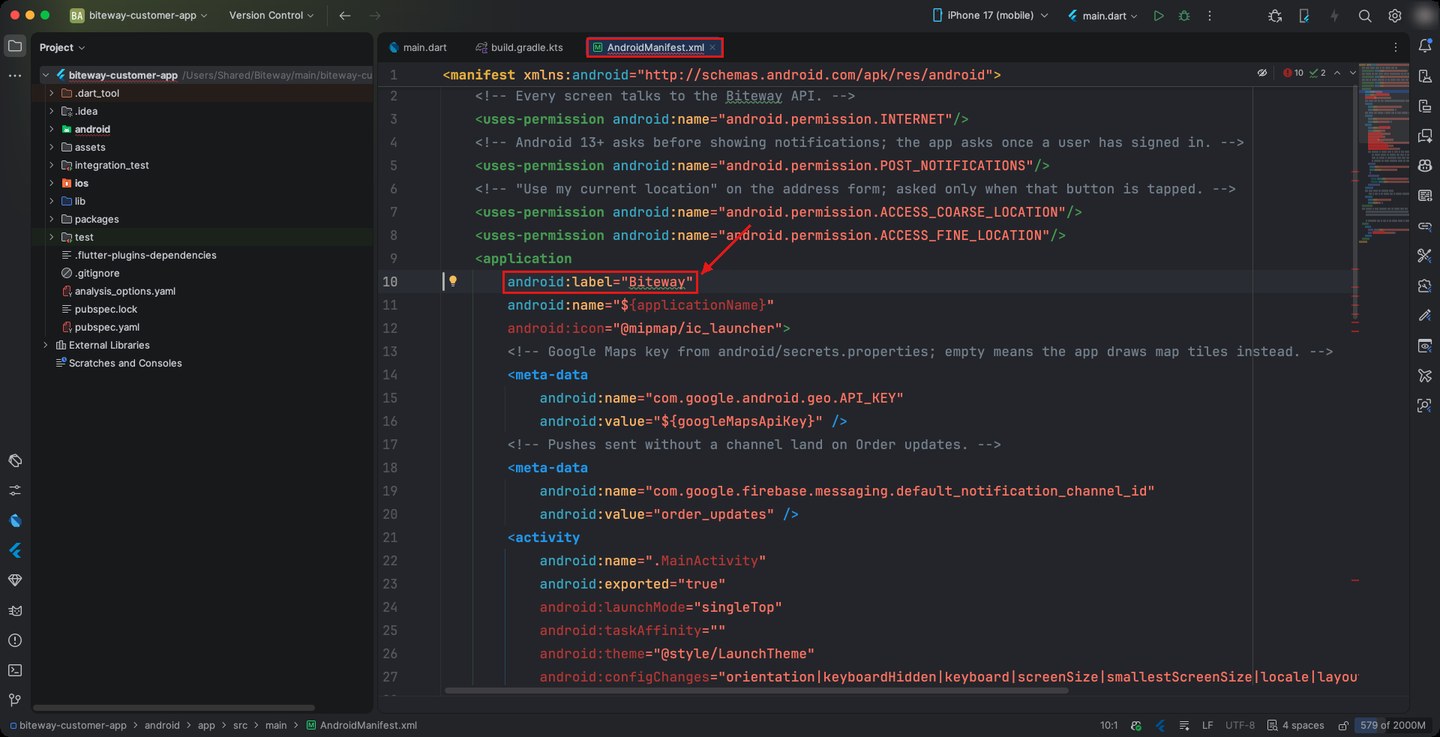 BA biteway-customer-app Version Control iPhone 17 (mobile) main.dart
Project
biteway-customer-app /Users/Shared/Biteway/main/biteway-cu
.dart_tool
.idea
android
assets
integration_test
ios
lib
packages
test
.flutter-plugins-dependencies
.gitignore
analysis_options.yaml
pubspec.lock
pubspec.yaml
External Libraries
Scratches and Consoles
main.dart build.gradle.kts AndroidManifest.xml
10 2
1 <manifest xmlns:android="http://schemas.android.com/apk/res/android">
2 <!-- Every screen talks to the Biteway API. -->
3 <uses-permission android:name="android.permission.INTERNET"/>
4 <!-- Android 13+ asks before showing notifications; the app asks once a user has signed in. -->
5 <uses-permission android:name="android.permission.POST_NOTIFICATIONS"/>
6 <!-- "Use my current location" on the address form; asked only when that button is tapped. -->
7 <uses-permission android:name="android.permission.ACCESS_COARSE_LOCATION"/>
8 <uses-permission android:name="android.permission.ACCESS_FINE_LOCATION"/>
9 <application
10 android:label="Biteway"
11 android:name="${applicationName}"
12 android:icon="@mipmap/ic_launcher">
13 <!-- Google Maps key from android/secrets.properties; empty means the app draws map tiles instead. -->
14 <meta-data
15 android:name="com.google.android.geo.API_KEY"
16 android:value="${googleMapsApiKey}" />
17 <!-- Pushes sent without a channel land on Order updates. -->
18 <meta-data
19 android:name="com.google.firebase.messaging.default_notification_channel_id"
20 android:value="order_updates" />
21 <activity
22 android:name=".MainActivity"
23 android:exported="true"
24 android:launchMode="singleTop"
25 android:taskAffinity=""
26 android:theme="@style/LaunchTheme"
27 android:configChanges="orientation|keyboardHidden|keyboard|screenSize|smallestScreenSize|locale|layou
biteway-customer-app > android > app > src > main > AndroidManifest.xml 10:1 LF UTF-8 4 spaces 579 of 2000M